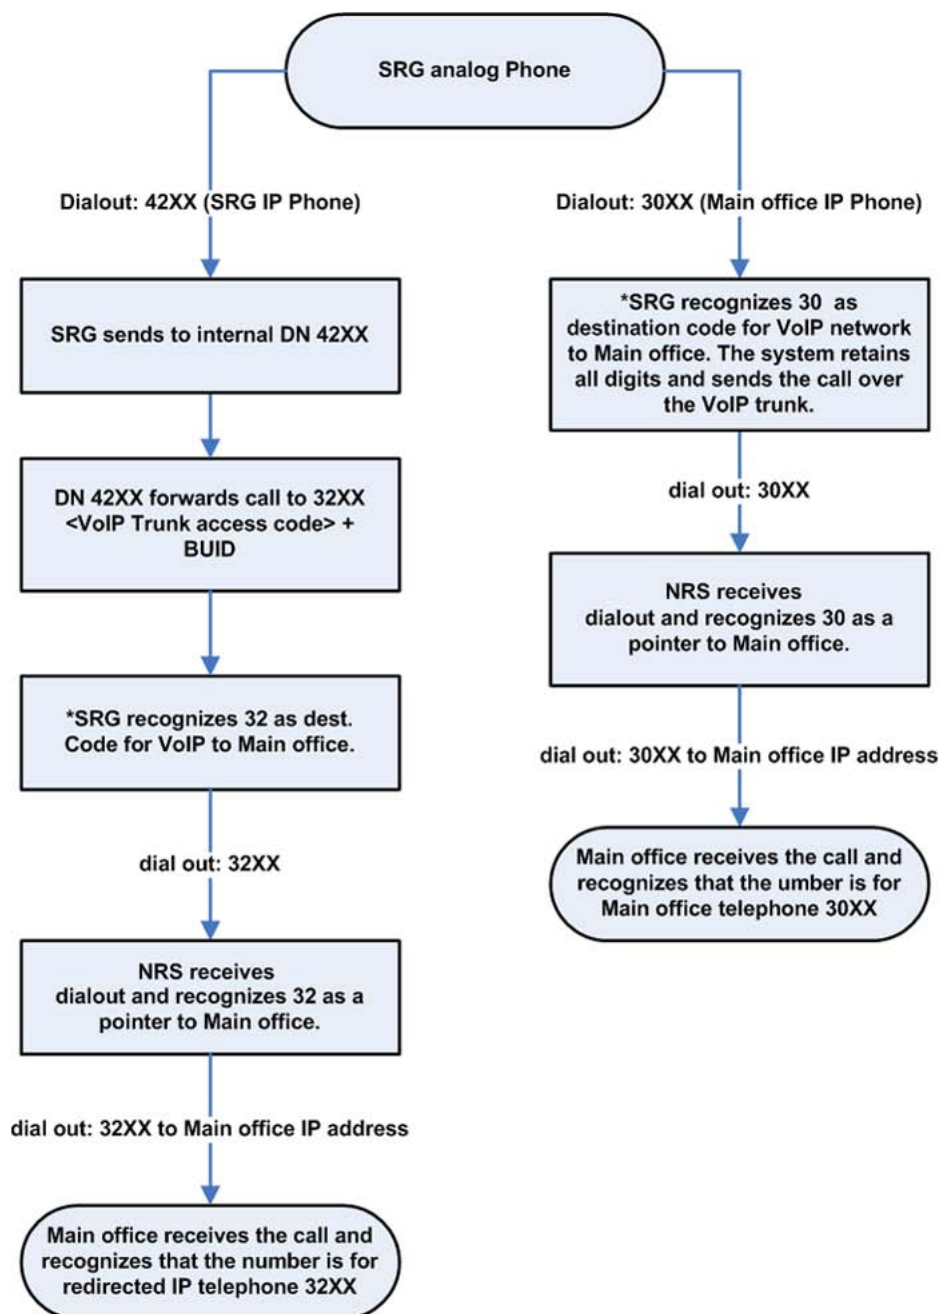 SRG analog Phone
Dialout: 42XX (SRG IP Phone)
SRG sends to internal DN 42XX
DN 42XX forwards call to 32XX
<VoIP Trunk access code> +
BUID
*SRG recognizes 32 as dest.
Code for VoIP to Main office.
dial out: 32XX
NRS receives
dialout and recognizes 32 as a
pointer to Main office.
dial out: 32XX to Main office IP address
Main office receives the call and
recognizes that the number is for
redirected IP telephone 32XX
Dialout: 30XX (Main office IP Phone)
*SRG recognizes 30 as
destination code for VoIP network
to Main office. The system retains
all digits and sends the call over
the VoIP trunk.
dial out: 30XX
NRS receives
dialout and recognizes 30 as a
pointer to Main office.
dial out: 30XX to Main office IP address
Main office receives the call and
recognizes that the umber is for
Main office telephone 30XX